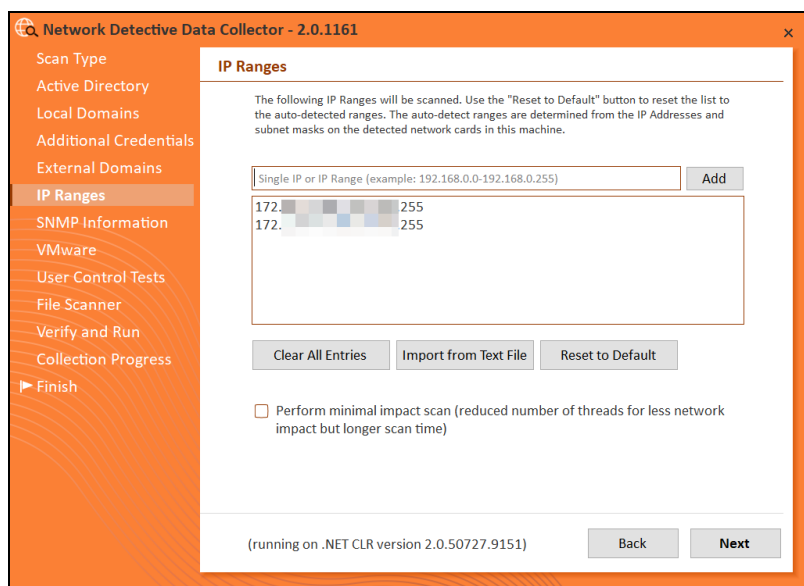 Network Detective Data Collector - 2.0.1161
×
Scan Type
Active Directory
Local Domains
Additional Credentials
External Domains
IP Ranges
SNMP Information
VMware
User Control Tests
File Scanner
Verify and Run
Collection Progress
Finish
IP Ranges
The following IP Ranges will be scanned. Use the "Reset to Default" button to reset the list to
the auto-detected ranges. The auto-detect ranges are determined from the IP Addresses and
subnet masks on the detected network cards in this machine.
Single IP or IP Range (example: 192.168.0.0-192.168.0.255)
Add
172. 255
172. 255
Clear All Entries
Import from Text File
Reset to Default
Perform minimal impact scan (reduced number of threads for less network
impact but longer scan time)
(running on .NET CLR version 2.0.50727.9151)
Back
Next